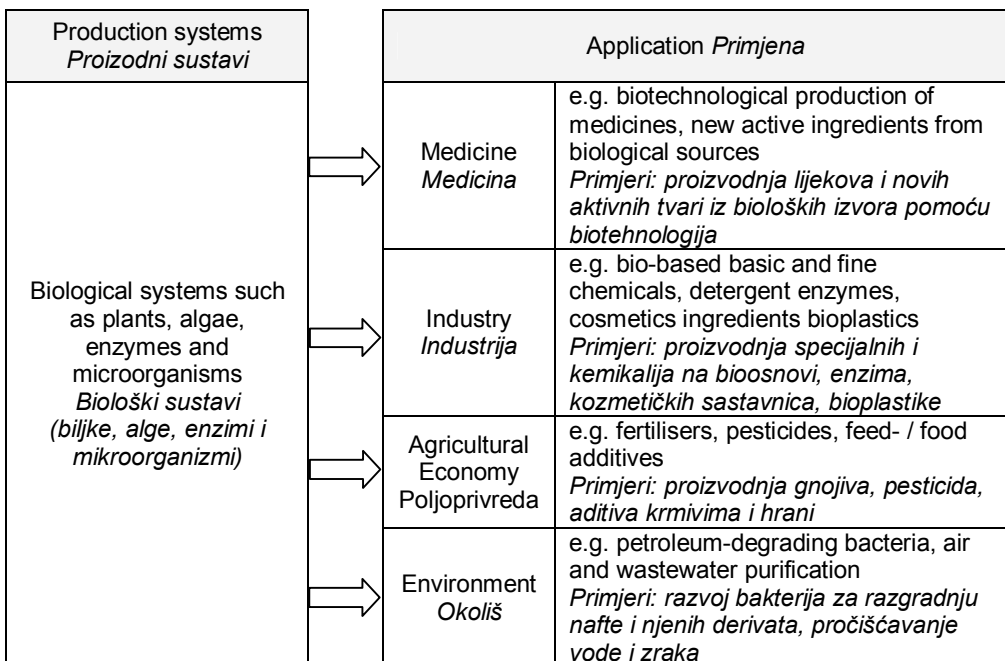 Production systems
Proizodni sustavi
Application Primjena
Biological systems such
as plants, algae,
enzymes and
microorganisms
Biološki sustavi
(biljke, alge, enzimi i
mikroorganizmi)
Medicine
Medicina
e.g. biotechnological production of
medicines, new active ingredients from
biological sources
Primjeri: proizvodnja lijekova i novih
aktivnih tvari iz bioloških izvora pomoću
biotehnologija
Industry
Industrija
e.g. bio-based basic and fine
chemicals, detergent enzymes,
cosmetics ingredients bioplastics
Primjeri: proizvodnja specijalnih i
kemikalija na bioosnovi, enzima,
kozmetičkih sastavnica, bioplastike
Agricultural
Economy
Poljoprivreda
e.g. fertilisers, pesticides, feed- / food
additives
Primjeri: proizvodnja gnojiva, pesticida,
aditiva krmivima i hrani
Environment
Okoliš
e.g. petroleum-degrading bacteria, air
and wastewater purification
Primjeri: razvoj bakterija za razgradnju
nafte i njenih derivata, pročišćavanje
vode i zraka